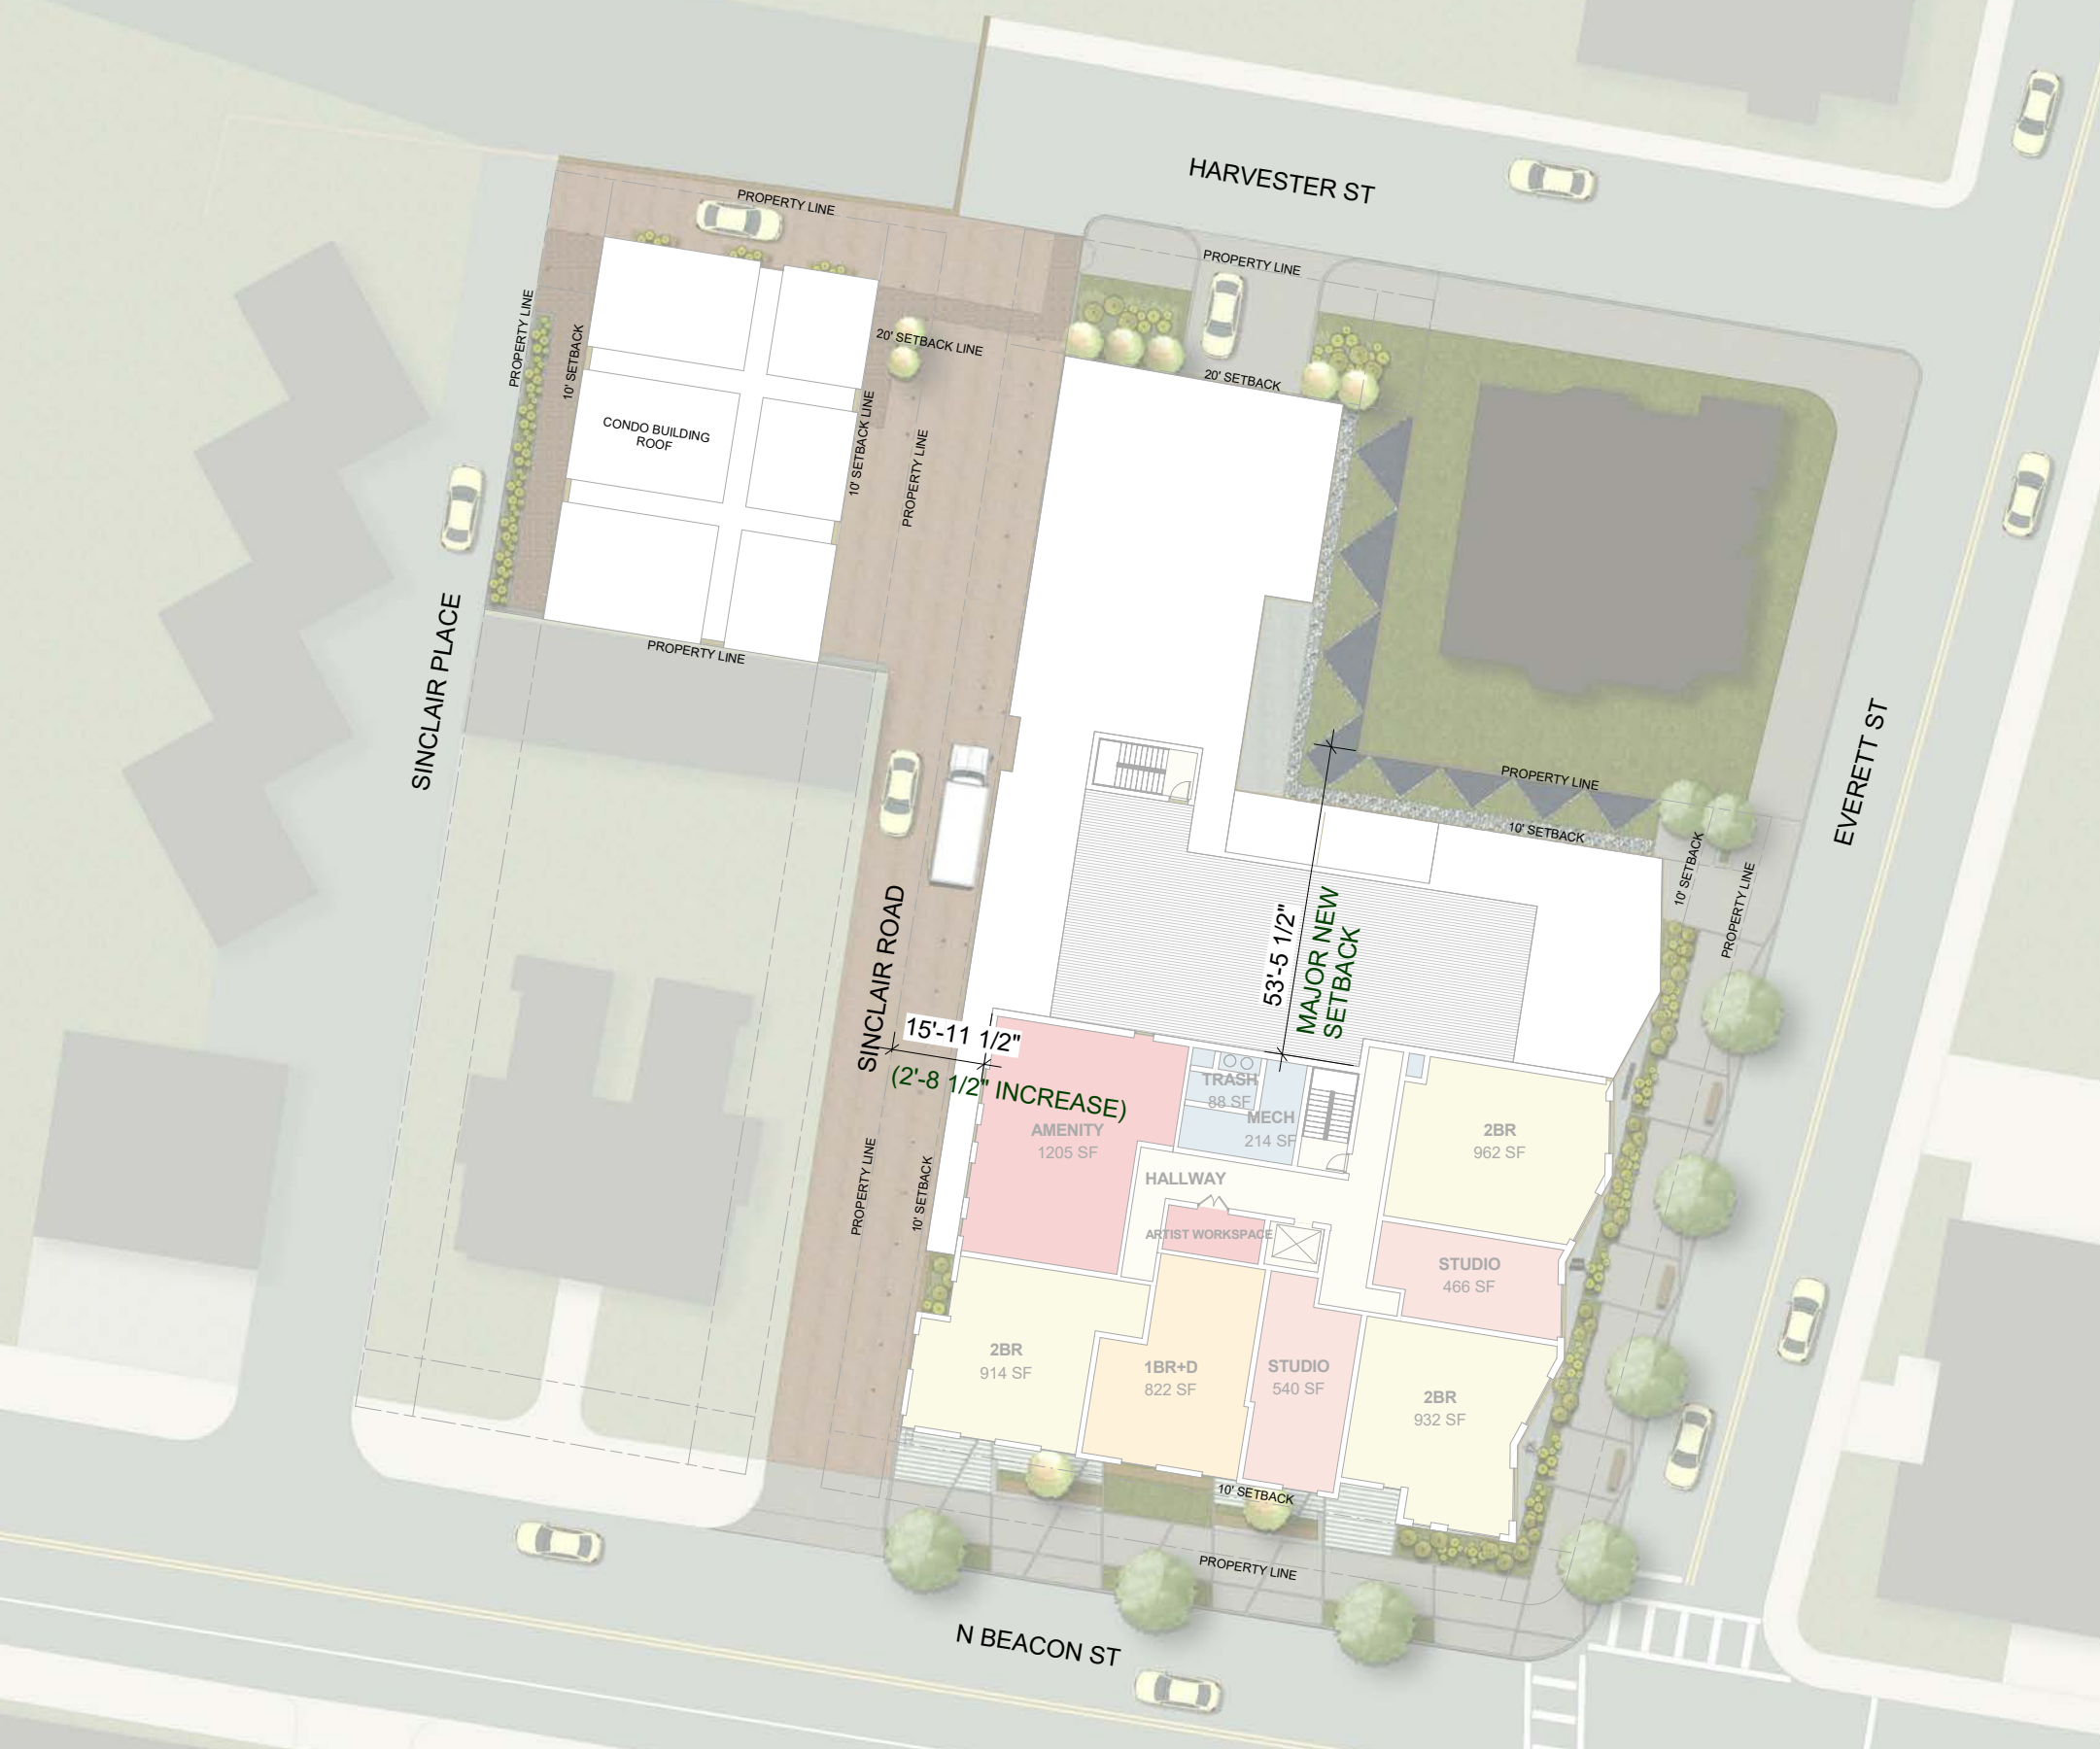 HARVESTER ST
PROPERTY LINE
PROPERTY LINE
PROPERTY LINE
10' SETBACK
20' SETBACK LINE
20' SETBACK
CONDO BUILDING
ROOF
10' SETBACK LINE
PROPERTY LINE
SINCLAIR PLACE
PROPERTY LINE
PROPERTY LINE
10' SETBACK
10' SETBACK
PROPERTY LINE
EVERETT ST
SINCLAIR ROAD
53'-5 1/2"
MAJOR NEW
SETBACK
15'-11 1/2"
(2'-8 1/2" INCREASE)
AMENITY
1205 SF
TRASH
88 SF
MECH
214 SF
2BR
962 SF
HALLWAY
ARTIST WORKSPACE
STUDIO
466 SF
PROPERTY LINE
10' SETBACK
2BR
914 SF
1BR+D
822 SF
STUDIO
540 SF
2BR
932 SF
10' SETBACK
PROPERTY LINE
N BEACON ST